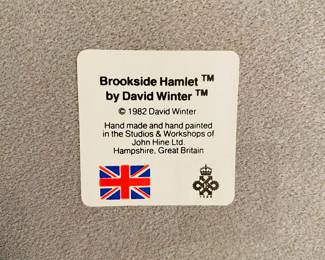 Brookside Hamlet ™
by David Winter ™
© 1982 David Winter
Hand made and hand painted
in the Studios & Workshops of
John Hine Ltd.
Hampshire, Great Britain